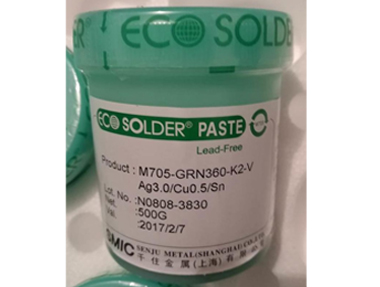 ECO SOLDER
ECO SOLDER® PASTE
Lead-Free
Product : M705-GRN360-K2-V
Ag3.0/Cu0.5/Sn
Lot. No. :N0808-3830
Net :500G
:2017/2/7
SMIC SENJU METAL(SHANGHAI) CO.,LTD
千住金属(上海)有限公司